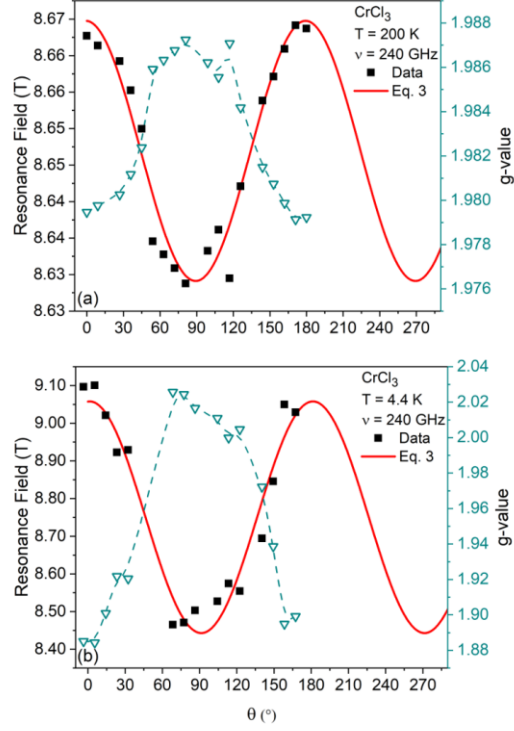 8.67
8.66
8.66
8.65
8.65
8.64
8.64
8.63
8.63
Resonance Field (T)
CrCl3
T = 200 K
ν = 240 GHz
Data
Eq. 3
(a)
1.988
1.986
1.984
1.982
1.980
1.978
1.976
g-value
0 30 60 90 120 150 180 210 240 270
9.10
9.00
8.90
8.80
8.70
8.60
8.50
8.40
Resonance Field (T)
CrCl3
T = 4.4 K
ν = 240 GHz
Data
Eq. 3
(b)
2.04
2.02
2.00
1.98
1.96
1.94
1.92
1.90
1.88
g-value
0 30 60 90 120 150 180 210 240 270
θ (°)